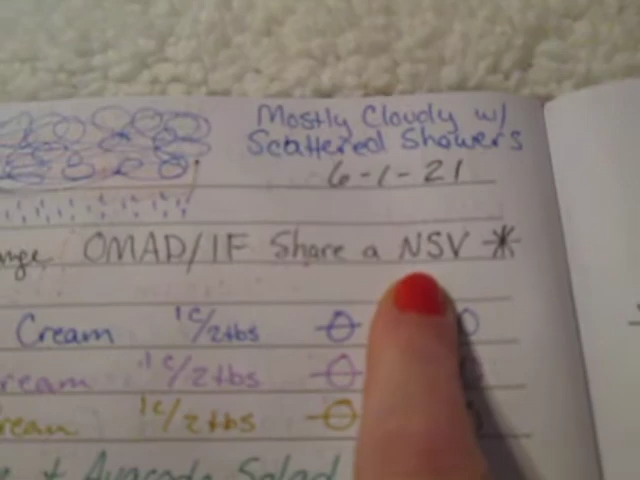 Mostly Cloudy w/
Scattered Showers
6-1-21
OMAD/IF Share a NSV *
Cream 1c/2tbs
1c/2tbs
1c/2tbs
+ Avocado Salad